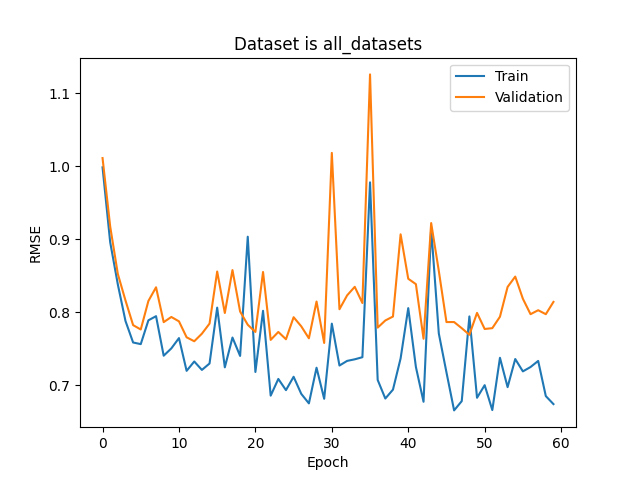 Dataset is all_datasets
Train
Validation
RMSE
1.1
1.0
0.9
0.8
0.7
0 10 20 30 40 50 60
Epoch